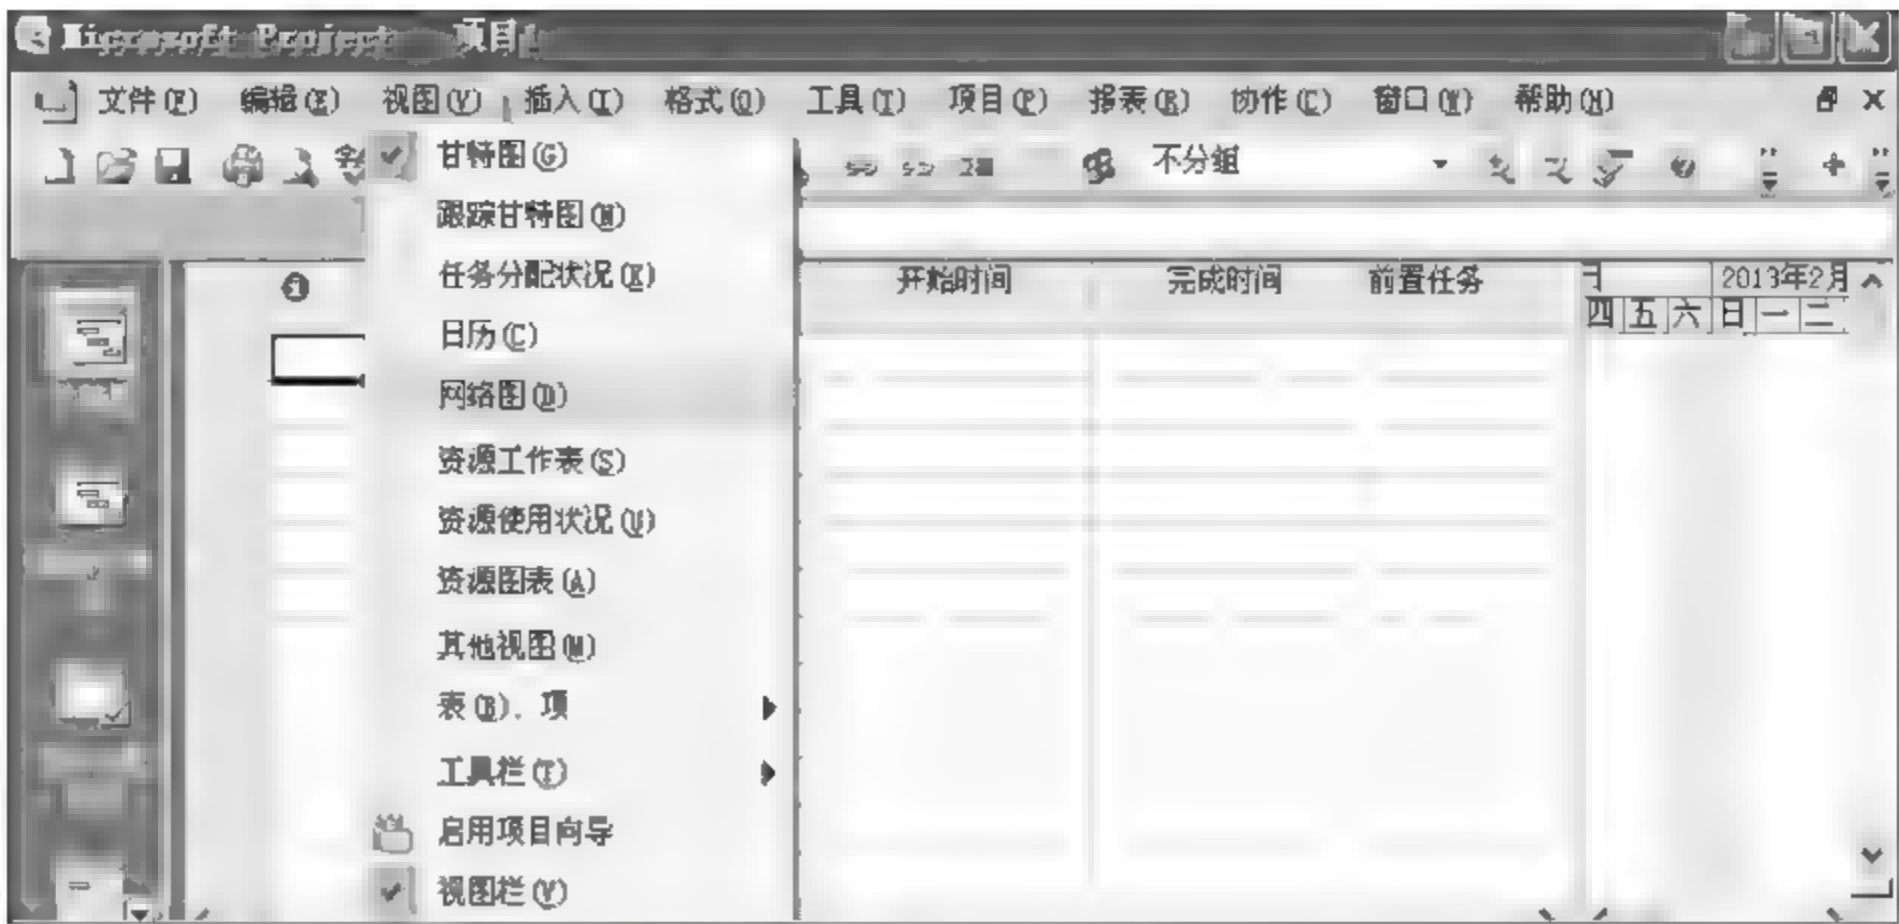 Microsoft Project 项目
文件(F) 编辑(E) 视图(V) 插入(I) 格式(O) 工具(T) 项目(P) 报表(R) 协作(C) 窗口(W) 帮助(H)
不分组
甘特图(G)
跟踪甘特图(N)
任务分配状况(K)
日历(C)
网络图(D)
资源工作表(S)
资源使用状况(U)
资源图表(A)
其他视图(M)
表(B). 项
工具栏(T)
启用项目向导
视图栏(V)
开始时间 完成时间 前置任务
日 2013年2月
四 五 六 日 一 二